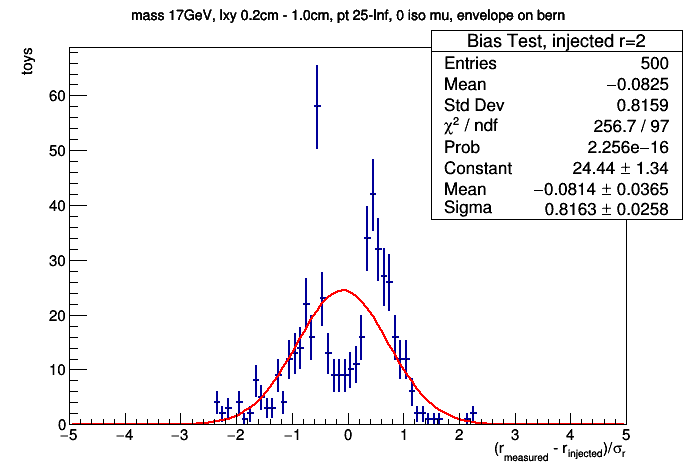 mass 17GeV, lxy 0.2cm - 1.0cm, pt 25-Inf, 0 iso mu, envelope on bern
Bias Test, injected r=2
Entries 500
Mean −0.0825
Std Dev 0.8159
χ² / ndf 256.7 / 97
Prob 2.256e−16
Constant 24.44 ± 1.34
Mean −0.0814 ± 0.0365
Sigma 0.8163 ± 0.0258
toys
60
50
40
30
20
10
0
−5 −4 −3 −2 −1 0 1 2 3 4 5
(r_measured - r_injected)/σ_r